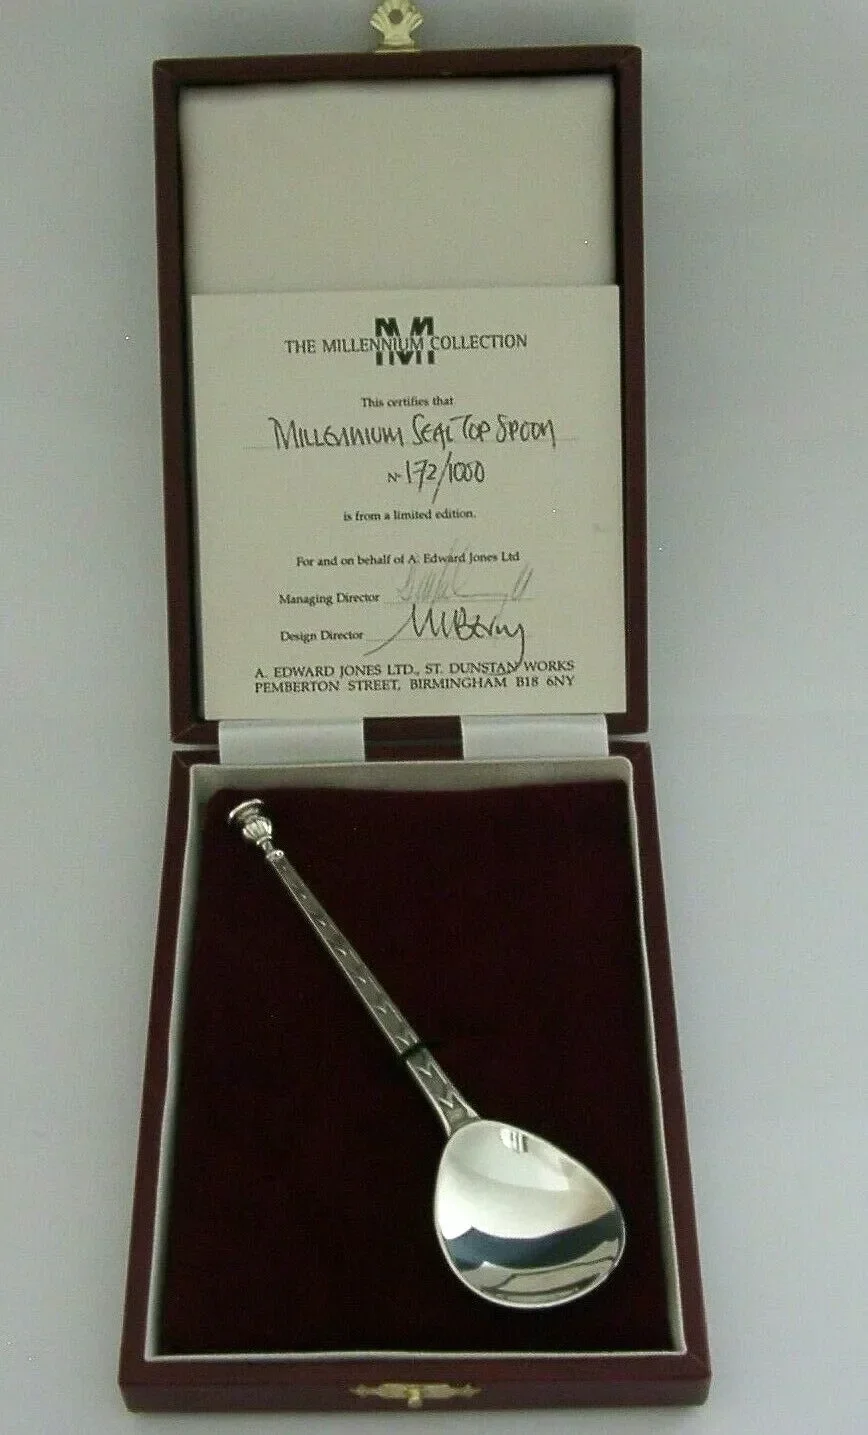 THE MILLENNIUM COLLECTION
This certifies that
MILLENNIUM SEAL TOP SPOON
No 172/1000
is from a limited edition.
For and on behalf of A. Edward Jones Ltd
Managing Director
Design Director
A. EDWARD JONES LTD., ST. DUNSTAN WORKS
PEMBERTON STREET, BIRMINGHAM B18 6NY